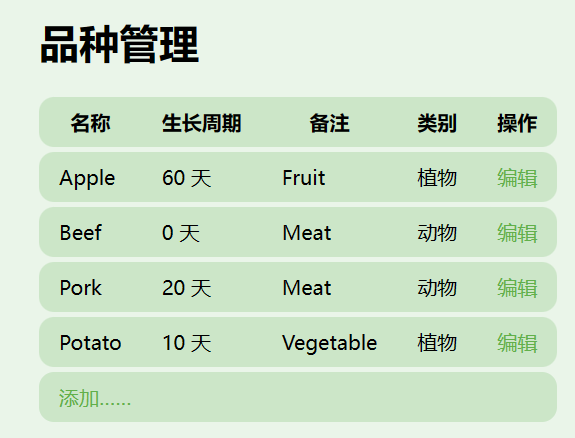 品种管理
名称 生长周期 备注 类别 操作
Apple 60 天 Fruit 植物 编辑
Beef 0 天 Meat 动物 编辑
Pork 20 天 Meat 动物 编辑
Potato 10 天 Vegetable 植物 编辑
添加......